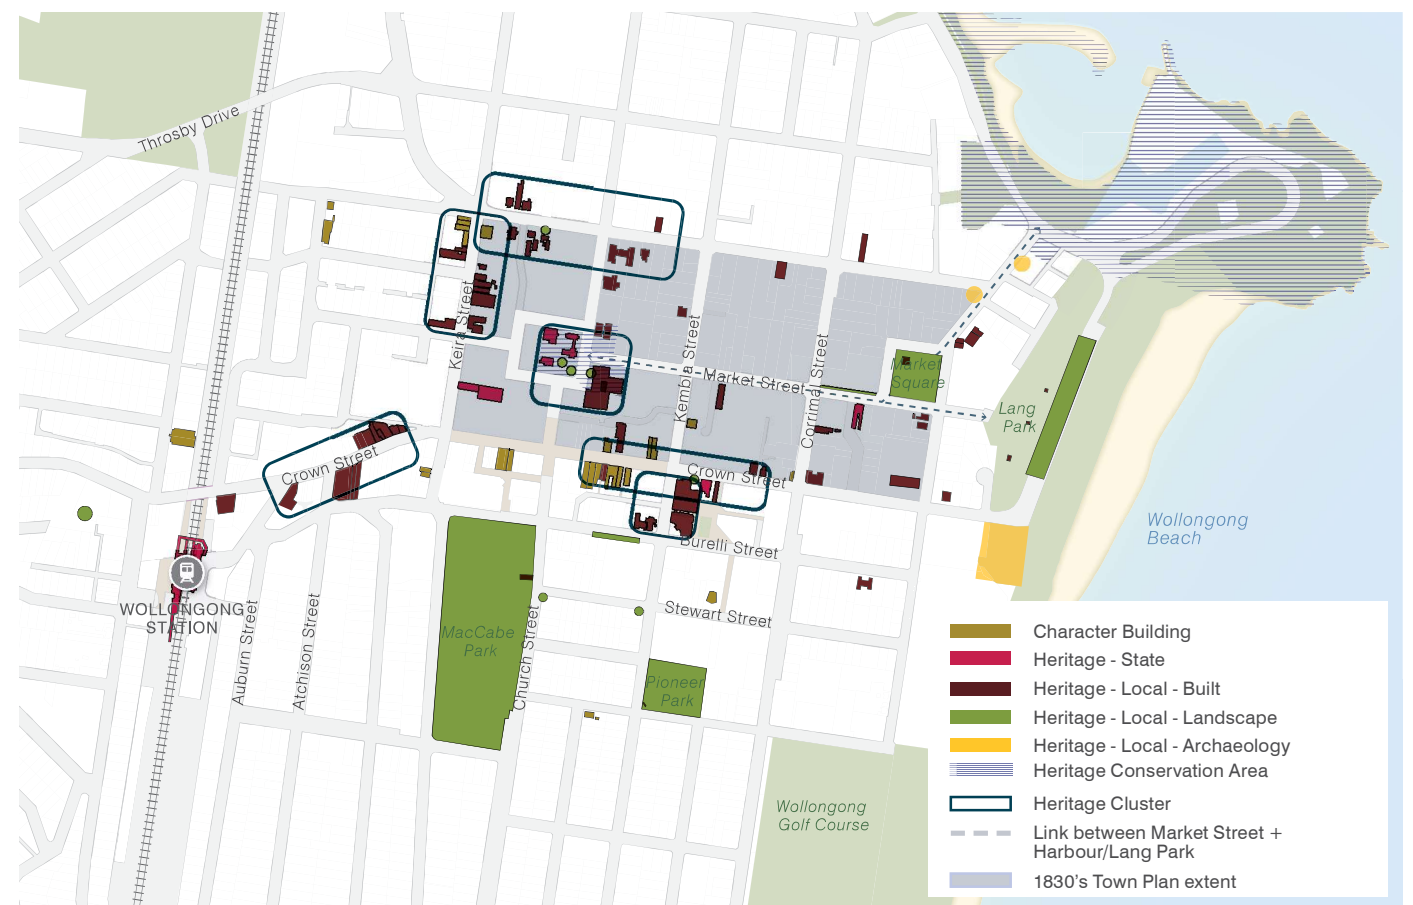 Throsby Drive
Keira Street
Kembla Street
Market Street
Corrimal Street
Market
Square
Lang
Park
Crown Street
Crown Street
Wollongong
Beach
Burelli Street
WOLLONGONG
STATION
Auburn Street
Atchison Street
MacCabe
Park
Church Street
Stewart Street
Pioneer
Park
Wollongong
Golf Course
Character Building
Heritage - State
Heritage - Local - Built
Heritage - Local - Landscape
Heritage - Local - Archaeology
Heritage Conservation Area
Heritage Cluster
Link between Market Street +
Harbour/Lang Park
1830's Town Plan extent